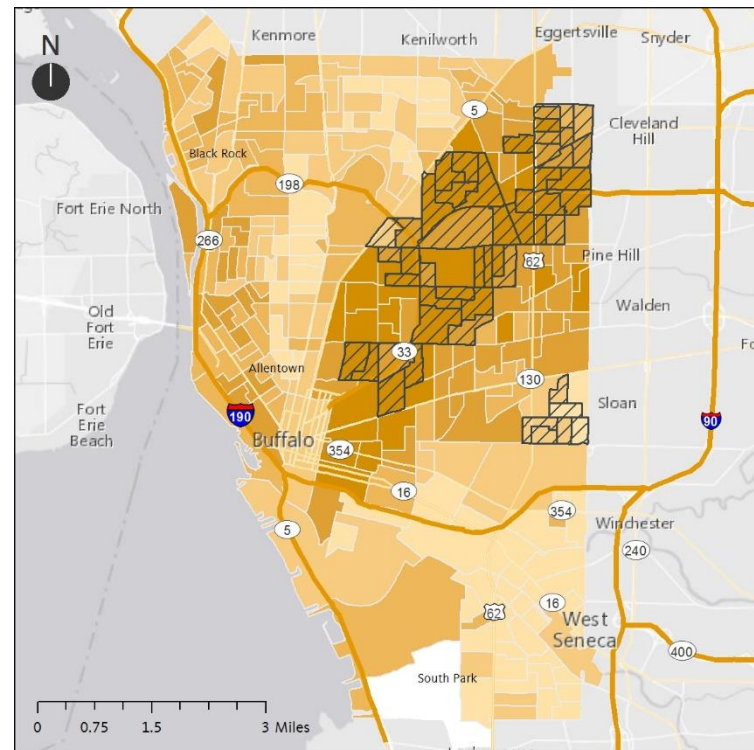 Kenmore
Kenilworth
Eggertsville
Snyder
N
5
Cleveland
Hill
Black Rock
198
Fort Erie North
266
62
Pine Hill
Old
Fort
Erie
Walden
33
Allentown
130
Sloan
Fort
Erie
Beach
190
90
Buffalo
354
16
354
Winchester
5
240
62
16
West
Seneca
400
South Park
0 0.75 1.5 3 Miles